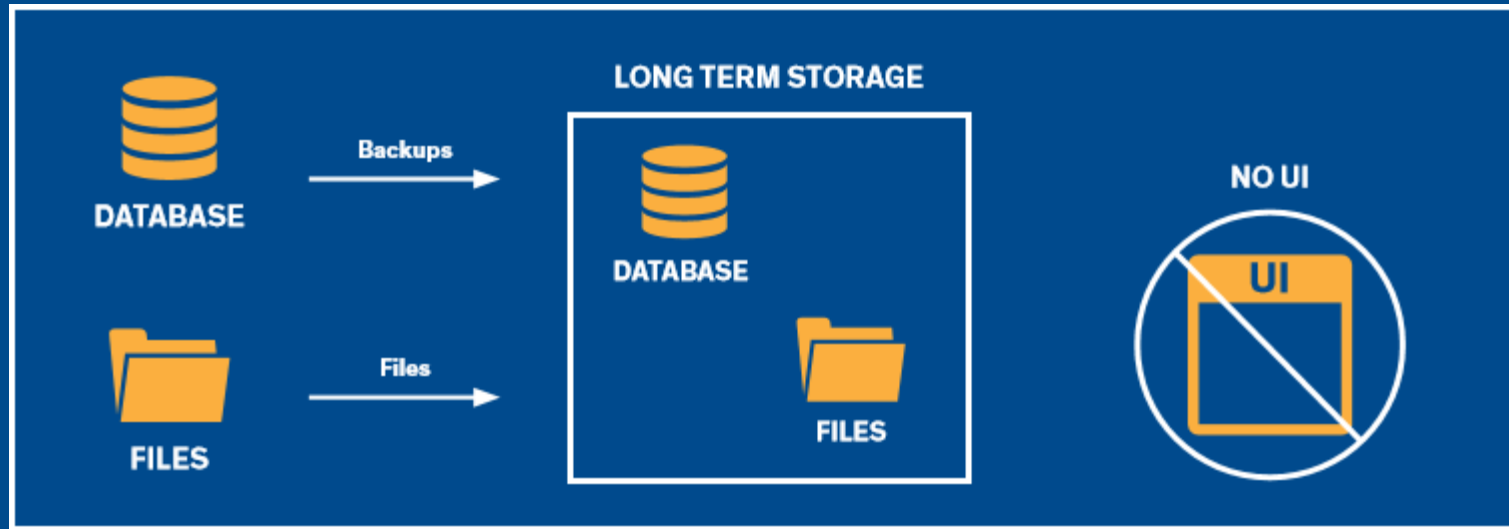 LONG TERM STORAGE
Backups
DATABASE
DATABASE
Files
FILES
FILES
NO UI
UI